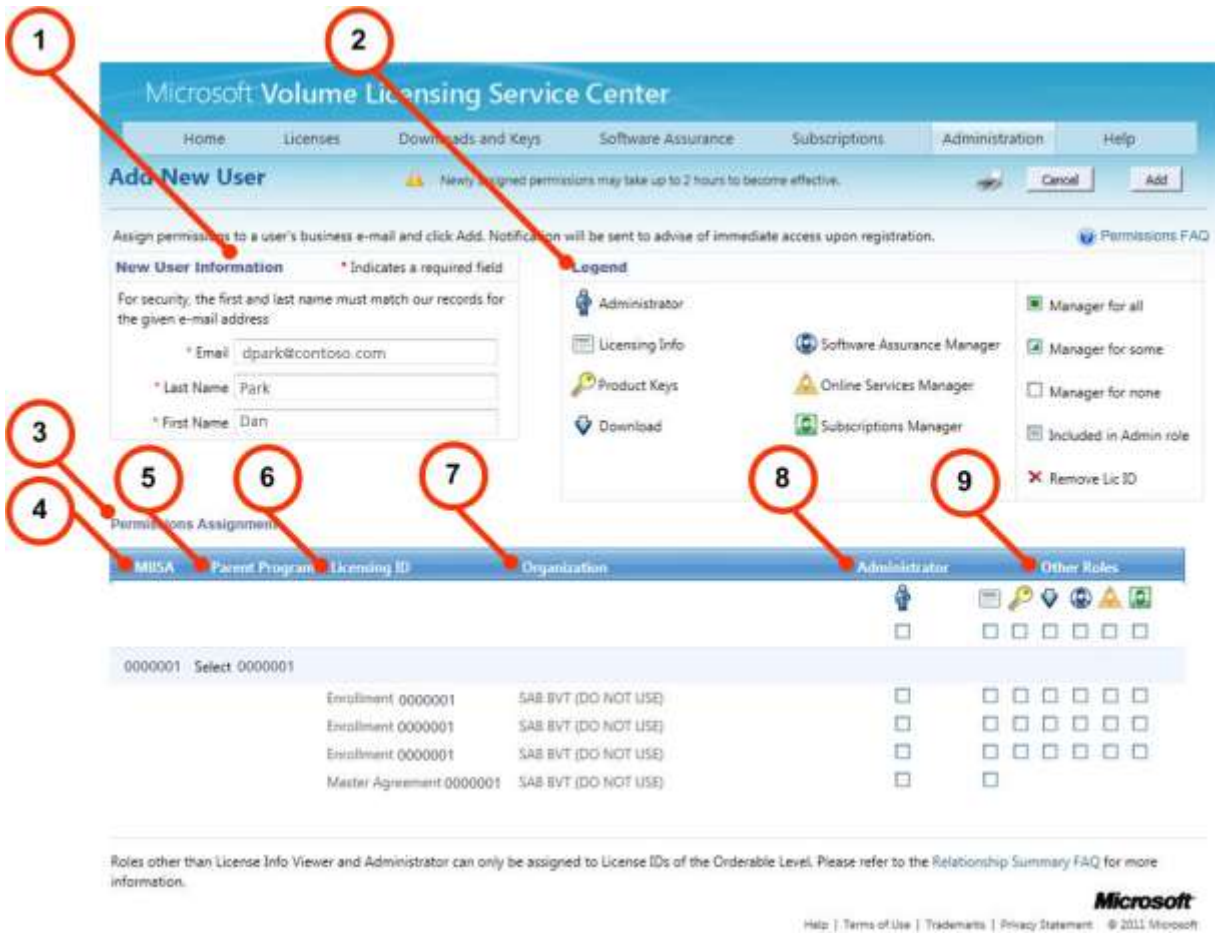 1
2
Microsoft Volume Licensing Service Center
Home Licenses Downloads and Keys Software Assurance Subscriptions Administration Help
Add New User
Newly assigned permissions may take up to 2 hours to become effective.
Cancel Add
Assign permissions to a user's business e-mail and click Add. Notification will be sent to advise of immediate access upon registration.
Permissions FAQ
New User Information * Indicates a required field
For security, the first and last name must match our records for
the given e-mail address
* Email dpark@contoso.com
* Last Name Park
* First Name Dan
Legend
Administrator
Licensing Info
Product Keys
Download
Software Assurance Manager
Online Services Manager
Subscriptions Manager
Manager for all
Manager for some
Manager for none
Included in Admin role
Remove Lic ID
3
4
5
6
7
8
9
Permissions Assignment
MBSA Parent Program Licensing ID Organization Administrator Other Roles
0000001 Select 0000001
Enrollment 0000001 SAB BVT (DO NOT USE)
Enrollment 0000001 SAB BVT (DO NOT USE)
Enrollment 0000001 SAB BVT (DO NOT USE)
Master Agreement 0000001 SAB BVT (DO NOT USE)
Roles other than License Info Viewer and Administrator can only be assigned to License IDs of the Orderable Level. Please refer to the Relationship Summary FAQ for more
information.
Microsoft
Help | Terms of Use | Trademarks | Privacy Statement © 2011 Microsoft